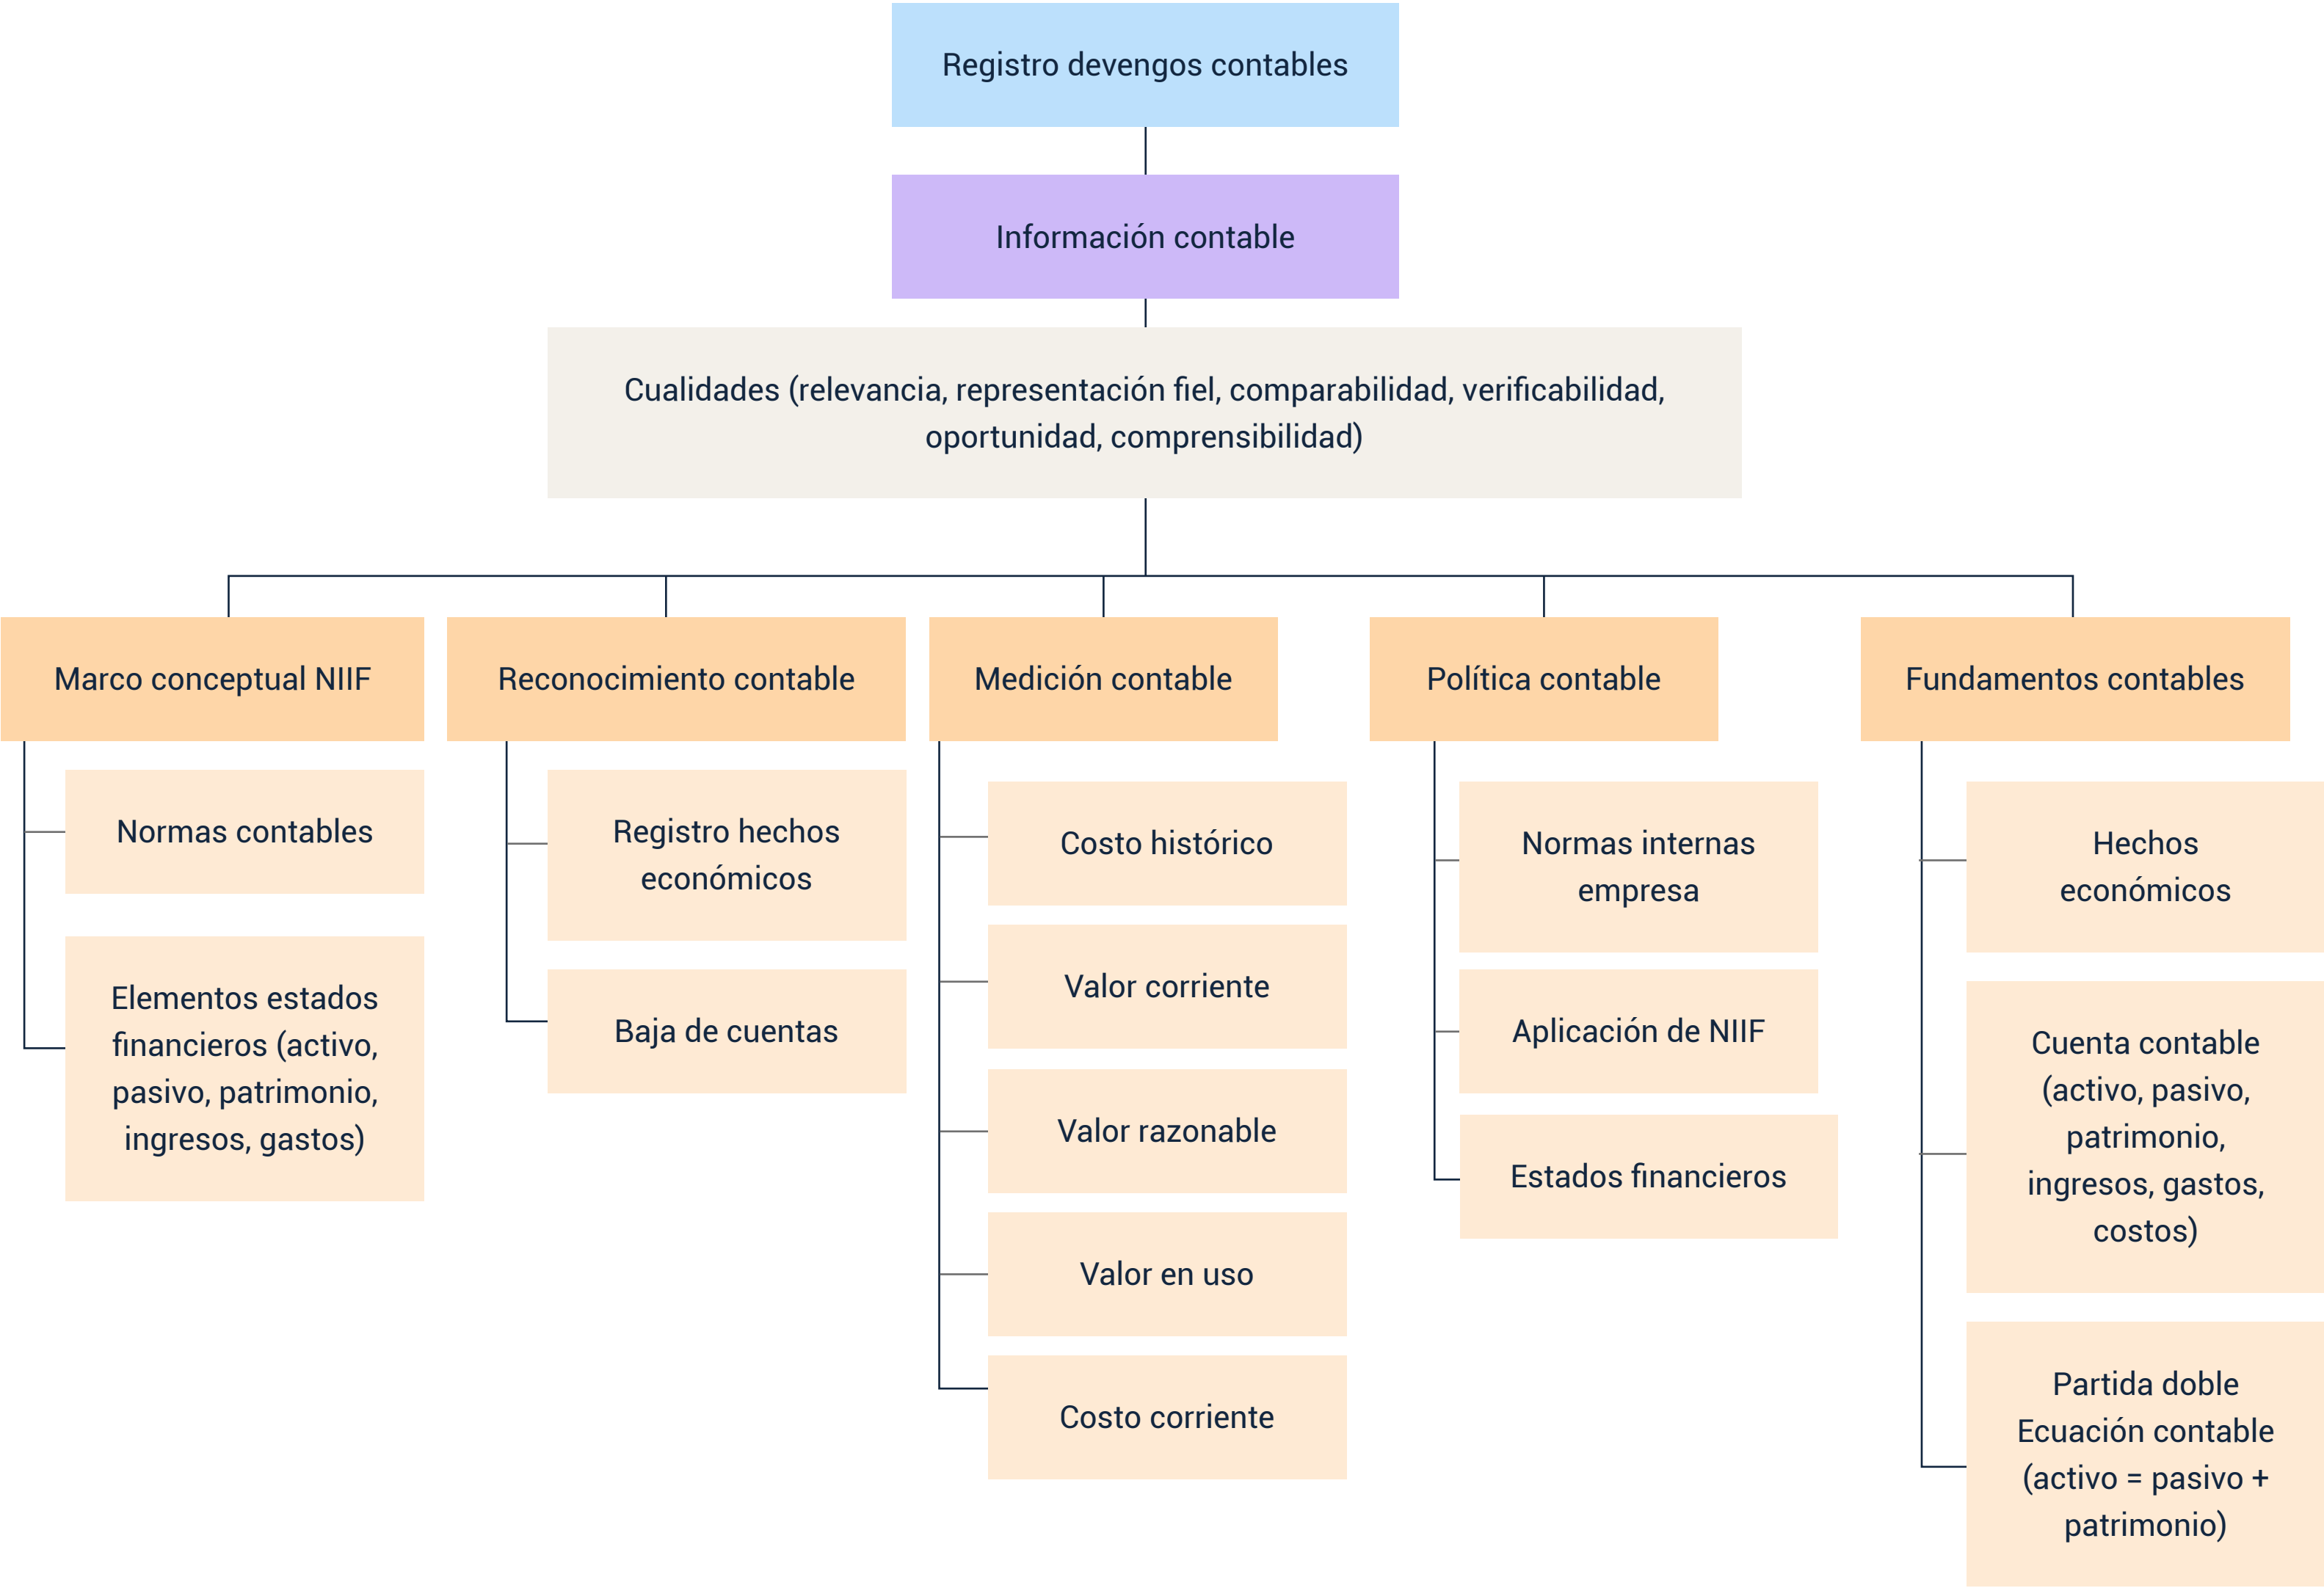 Registro devengos contables
Información contable
Cualidades (relevancia, representación fiel, comparabilidad, verificabilidad,
oportunidad, comprensibilidad)
Marco conceptual NIIF
Normas contables
Elementos estados
financieros (activo,
pasivo, patrimonio,
ingresos, gastos)
Reconocimiento contable
Registro hechos
económicos
Baja de cuentas
Medición contable
Costo histórico
Valor corriente
Valor razonable
Valor en uso
Costo corriente
Política contable
Normas internas
empresa
Aplicación de NIIF
Estados financieros
Fundamentos contables
Hechos
económicos
Cuenta contable
(activo, pasivo,
patrimonio,
ingresos, gastos,
costos)
Partida doble
Ecuación contable
(activo = pasivo +
patrimonio)